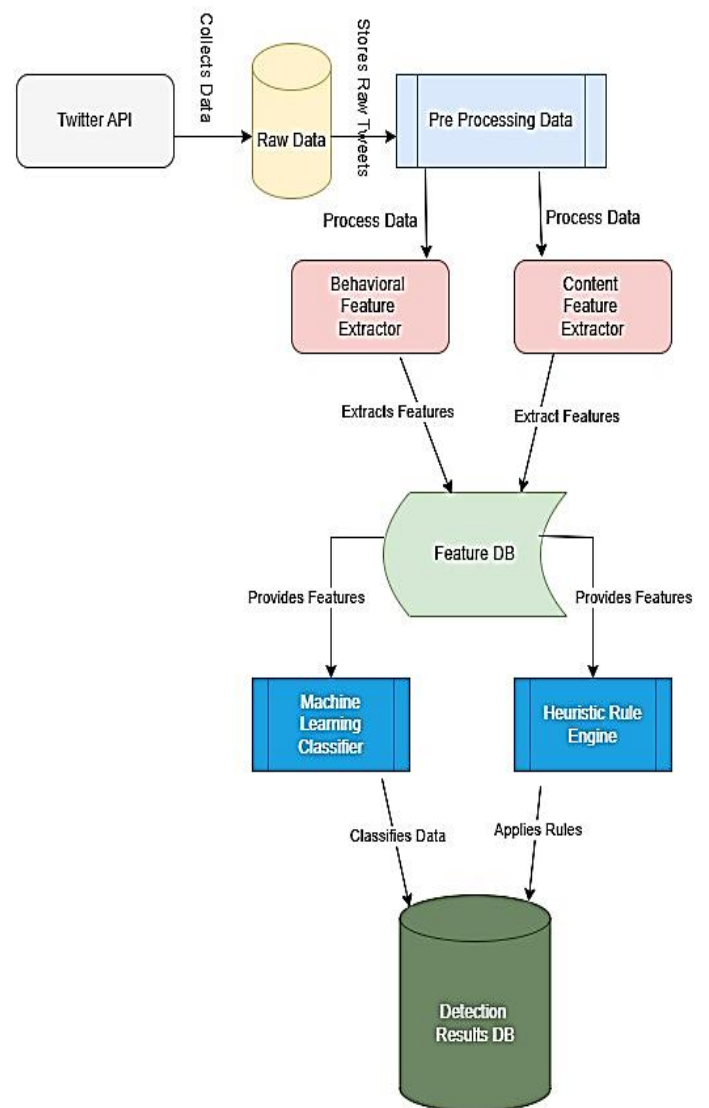 Collects Data
Stores Raw Tweets
Twitter API
Raw Data
Pre Processing Data
Process Data
Process Data
Behavioral
Feature
Extractor
Content
Feature
Extractor
Extracts Features
Extract Features
Feature DB
Provides Features
Provides Features
Machine
Learning
Classifier
Heuristic Rule
Engine
Classifies Data
Applies Rules
Detection
Results DB